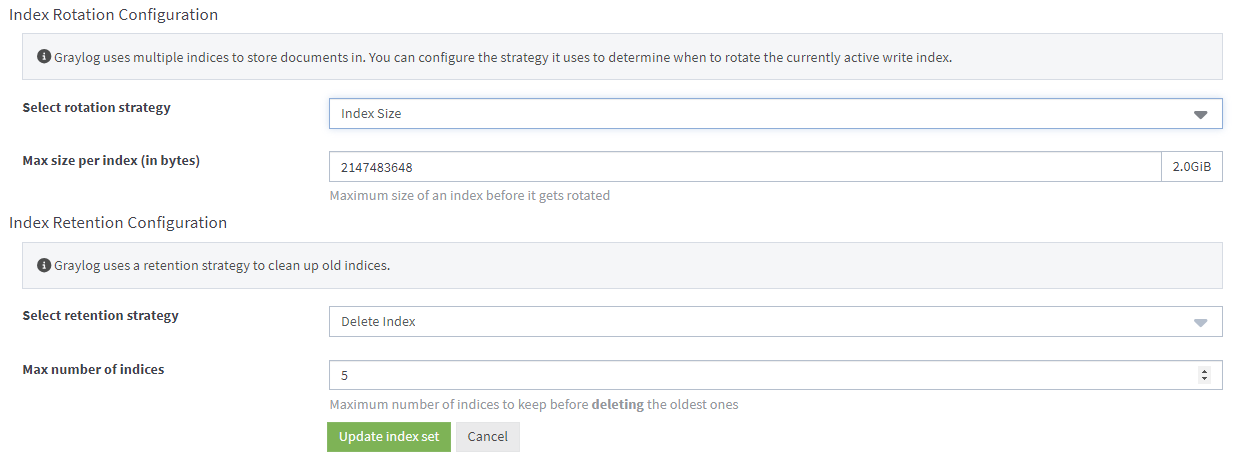 Index Rotation Configuration
Graylog uses multiple indices to store documents in. You can configure the strategy it uses to determine when to rotate the currently active write index.
Select rotation strategy
Index Size
Max size per index (in bytes)
2147483648
2.0GiB
Maximum size of an index before it gets rotated
Index Retention Configuration
Graylog uses a retention strategy to clean up old indices.
Select retention strategy
Delete Index
Max number of indices
5
Maximum number of indices to keep before deleting the oldest ones
Update index set
Cancel